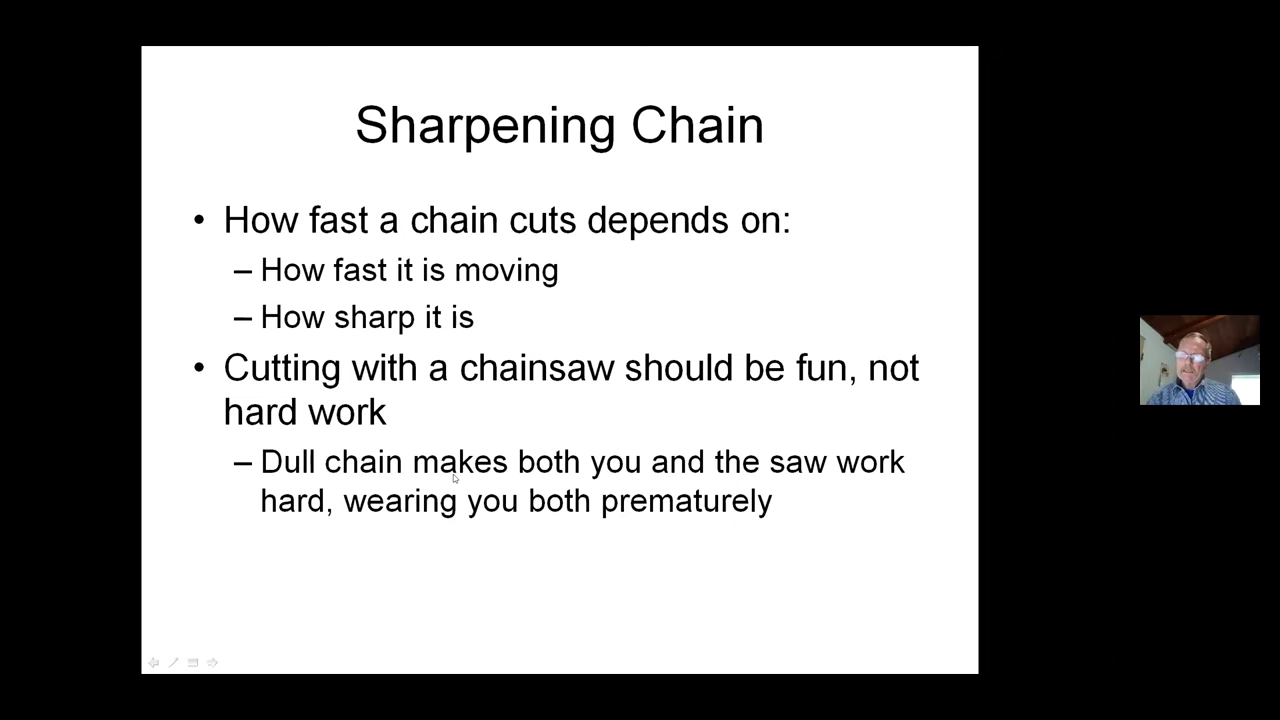 Sharpening Chain
• How fast a chain cuts depends on:
– How fast it is moving
– How sharp it is
• Cutting with a chainsaw should be fun, not
hard work
– Dull chain makes both you and the saw work
hard, wearing you both prematurely